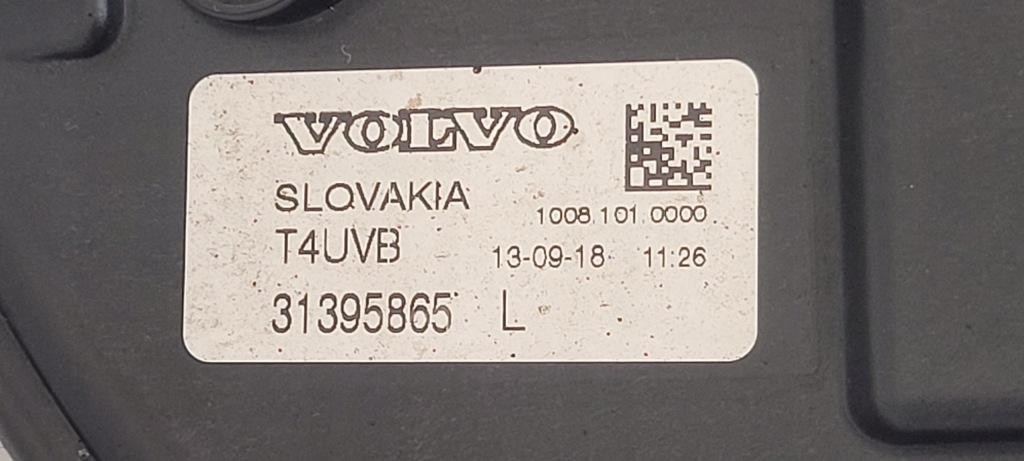 VOLVO
SLOVAKIA
1008.101.0000
T4UVB
13-09-18 11:26
31395865 L